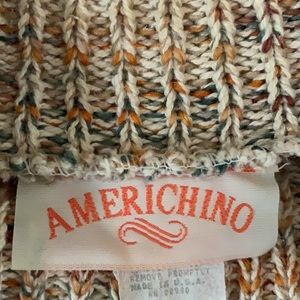 AMERICHINO
REMOVE PROMPTLY
MADE IN U.S.A.